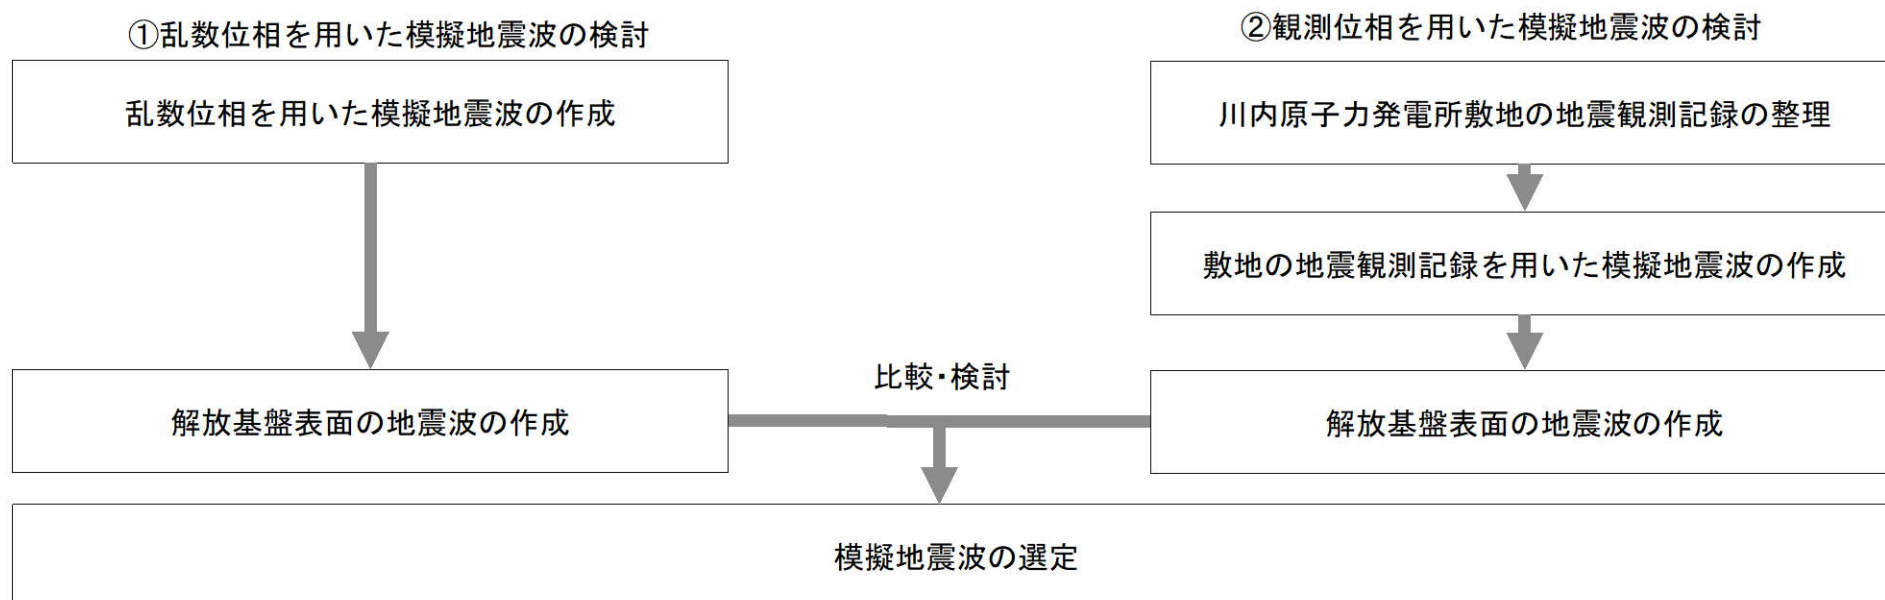 ①乱数位相を用いた模擬地震波の検討
乱数位相を用いた模擬地震波の作成
解放基盤表面の地震波の作成
②観測位相を用いた模擬地震波の検討
川内原子力発電所敷地の地震観測記録の整理
敷地の地震観測記録を用いた模擬地震波の作成
解放基盤表面の地震波の作成
比較・検討
模擬地震波の選定